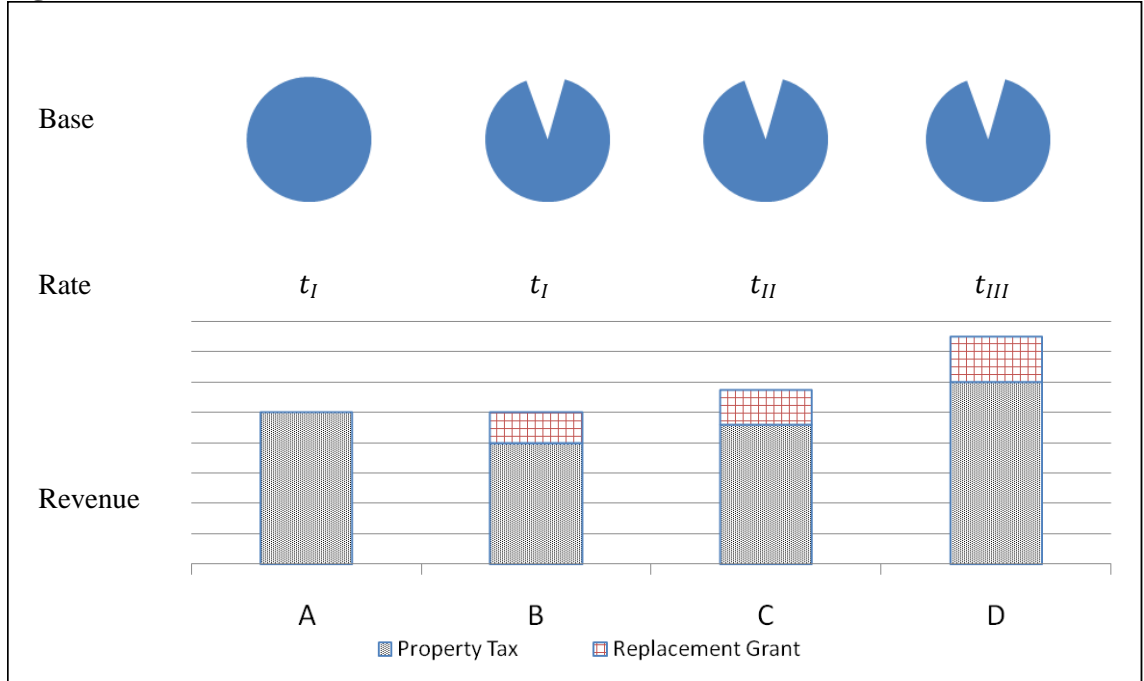 Base
Rate t_I t_I t_II t_III
Revenue
A B C D
Property Tax Replacement Grant